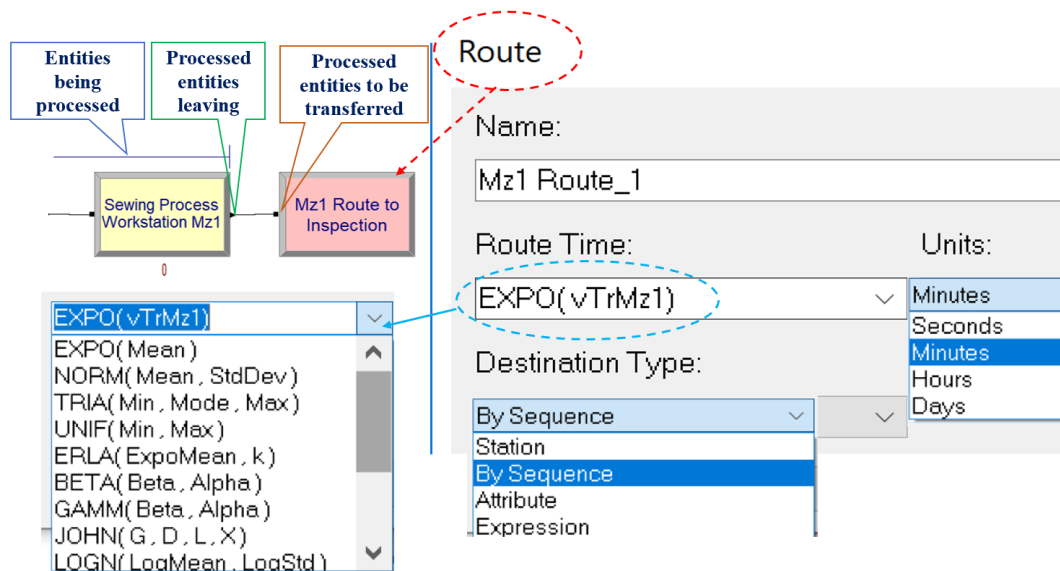 Entities
being
processed
Processed
entities
leaving
Processed
entities to be
transferred
Sewing Process
Workstation Mz1
0
Mz1 Route to
Inspection
EXPO(vTrMz1)
EXPO(Mean)
NORM(Mean,StdDev)
TRIA(Min,Mode,Max)
UNIF(Min,Max)
ERLA(ExpoMean,k)
BETA(Beta,Alpha)
GAMM(Beta,Alpha)
JOHN(G,D,L,X)
LOGN(LogMean,LogStd)
Route
Name:
Mz1 Route_1
Route Time:
EXPO(vTrMz1)
Units:
Minutes
Seconds
Minutes
Hours
Days
Destination Type:
By Sequence
Station
By Sequence
Attribute
Expression